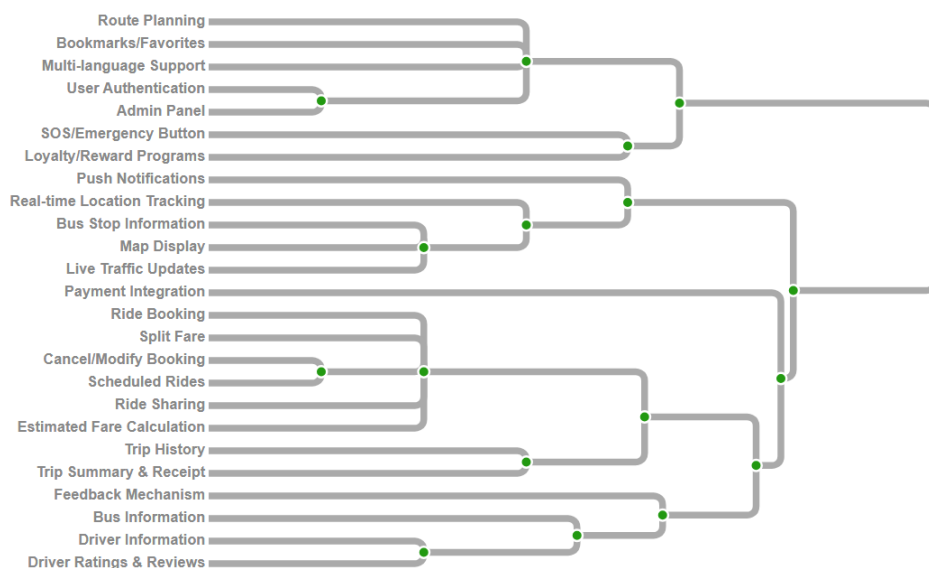 Route Planning
Bookmarks/Favorites
Multi-language Support
User Authentication
Admin Panel
SOS/Emergency Button
Loyalty/Reward Programs
Push Notifications
Real-time Location Tracking
Bus Stop Information
Map Display
Live Traffic Updates
Payment Integration
Ride Booking
Split Fare
Cancel/Modify Booking
Scheduled Rides
Ride Sharing
Estimated Fare Calculation
Trip History
Trip Summary & Receipt
Feedback Mechanism
Bus Information
Driver Information
Driver Ratings & Reviews